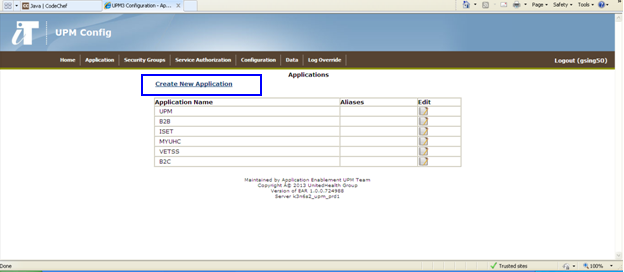 Java | CodeChef
UPMD Configuration - Ap...
Page
Safety
Tools
iT
UPM Config
Home
Application
Security Groups
Service Authorization
Configuration
Data
Log Override
Logout (gsing50)
Applications
Create New Application
Application Name Aliases Edit
UPM
B2B
ISET
MYUHC
VETSS
B2C
Maintained by Application Enablement UPM Team
Copyright Â© 2013 UnitedHealth Group
Version of EAR 1.0.0.724988
Done
Trusted sites
100%